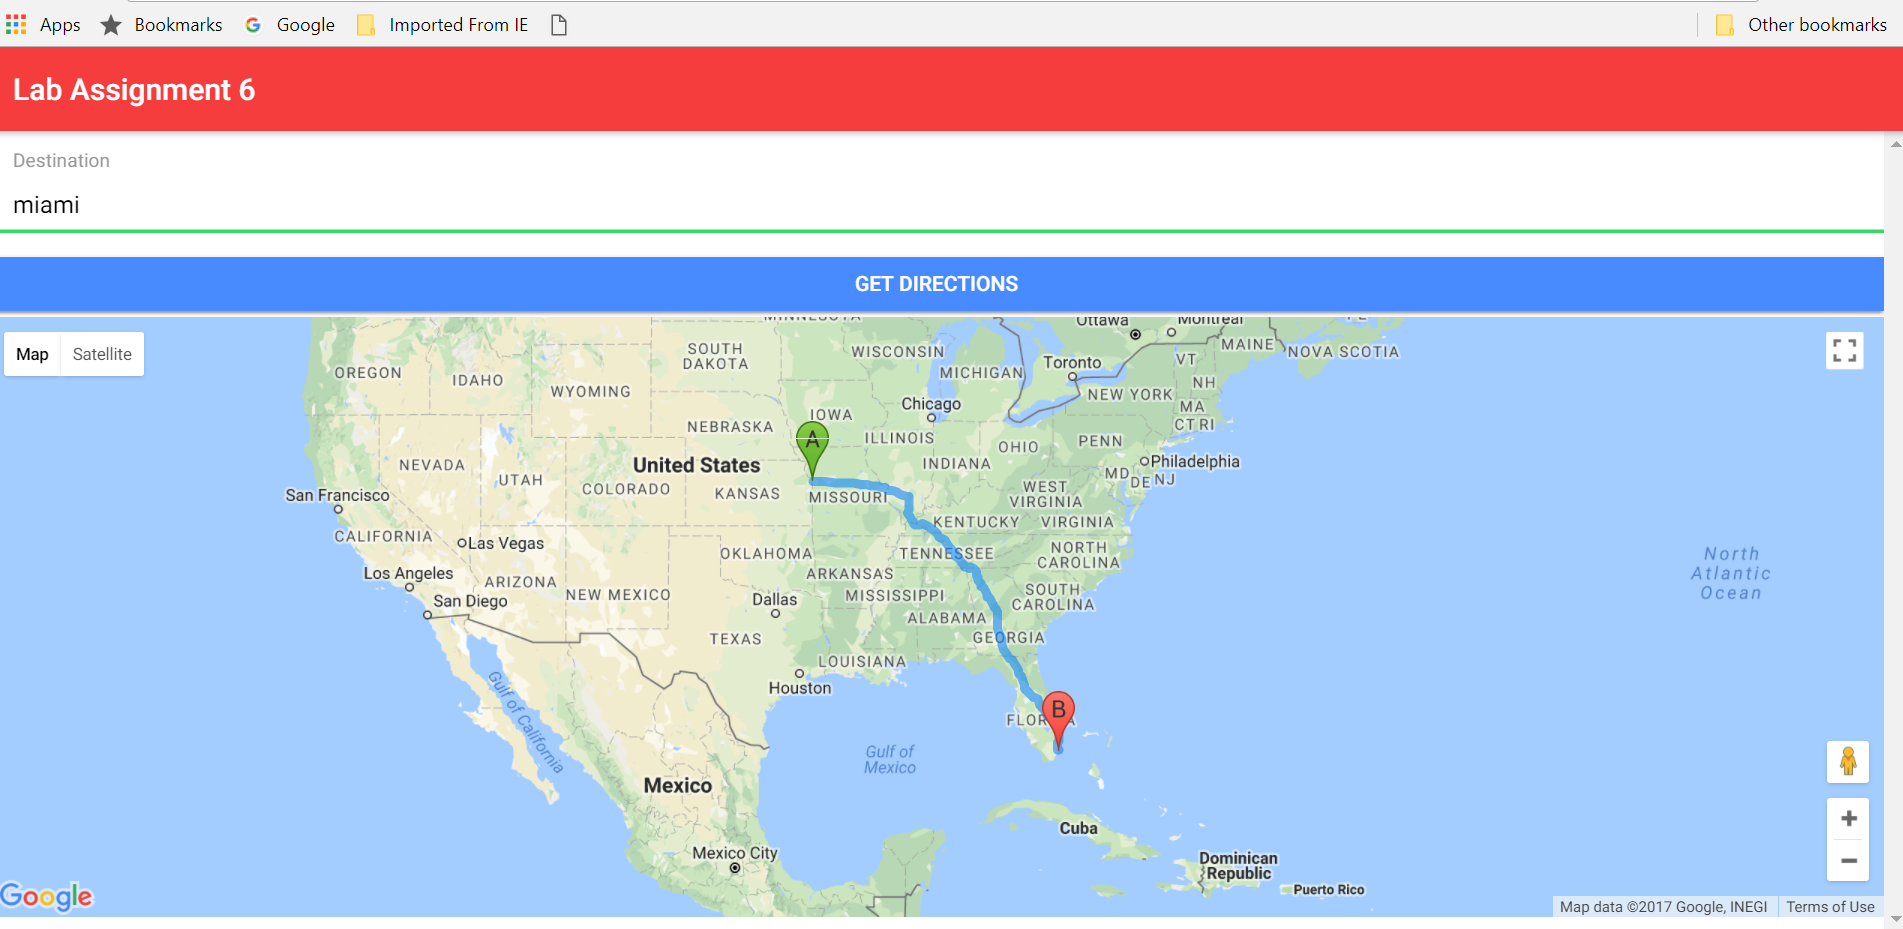 Apps Bookmarks Google Imported From IE Other bookmarks
Lab Assignment 6
Destination
miami
GET DIRECTIONS
Map Satellite
MINNESOTA
Ottawa
Montreal
MAINE
NOVA SCOTIA
SOUTH
DAKOTA
WISCONSIN
MICHIGAN
Toronto
VT
NH
OREGON
IDAHO
WYOMING
NEW YORK
MA
CT RI
IOWA
Chicago
NEBRASKA
ILLINOIS
OHIO
PENN
A
INDIANA
Philadelphia
NEVADA
United States
UTAH
COLORADO
KANSAS
MISSOURI
WEST
VIRGINIA
MD
DE
NJ
San Francisco
KENTUCKY
VIRGINIA
CALIFORNIA
Las Vegas
OKLAHOMA
TENNESSEE
NORTH
CAROLINA
North
Atlantic
Ocean
Los Angeles
ARIZONA
NEW MEXICO
ARKANSAS
San Diego
Dallas
MISSISSIPPI
SOUTH
CAROLINA
ALABAMA
TEXAS
GEORGIA
LOUISIANA
Houston
Gulf of California
B
Gulf of
Mexico
Mexico
Cuba
Mexico City
Dominican
Republic
Puerto Rico
Google
Map data ©2017 Google, INEGI Terms of Use